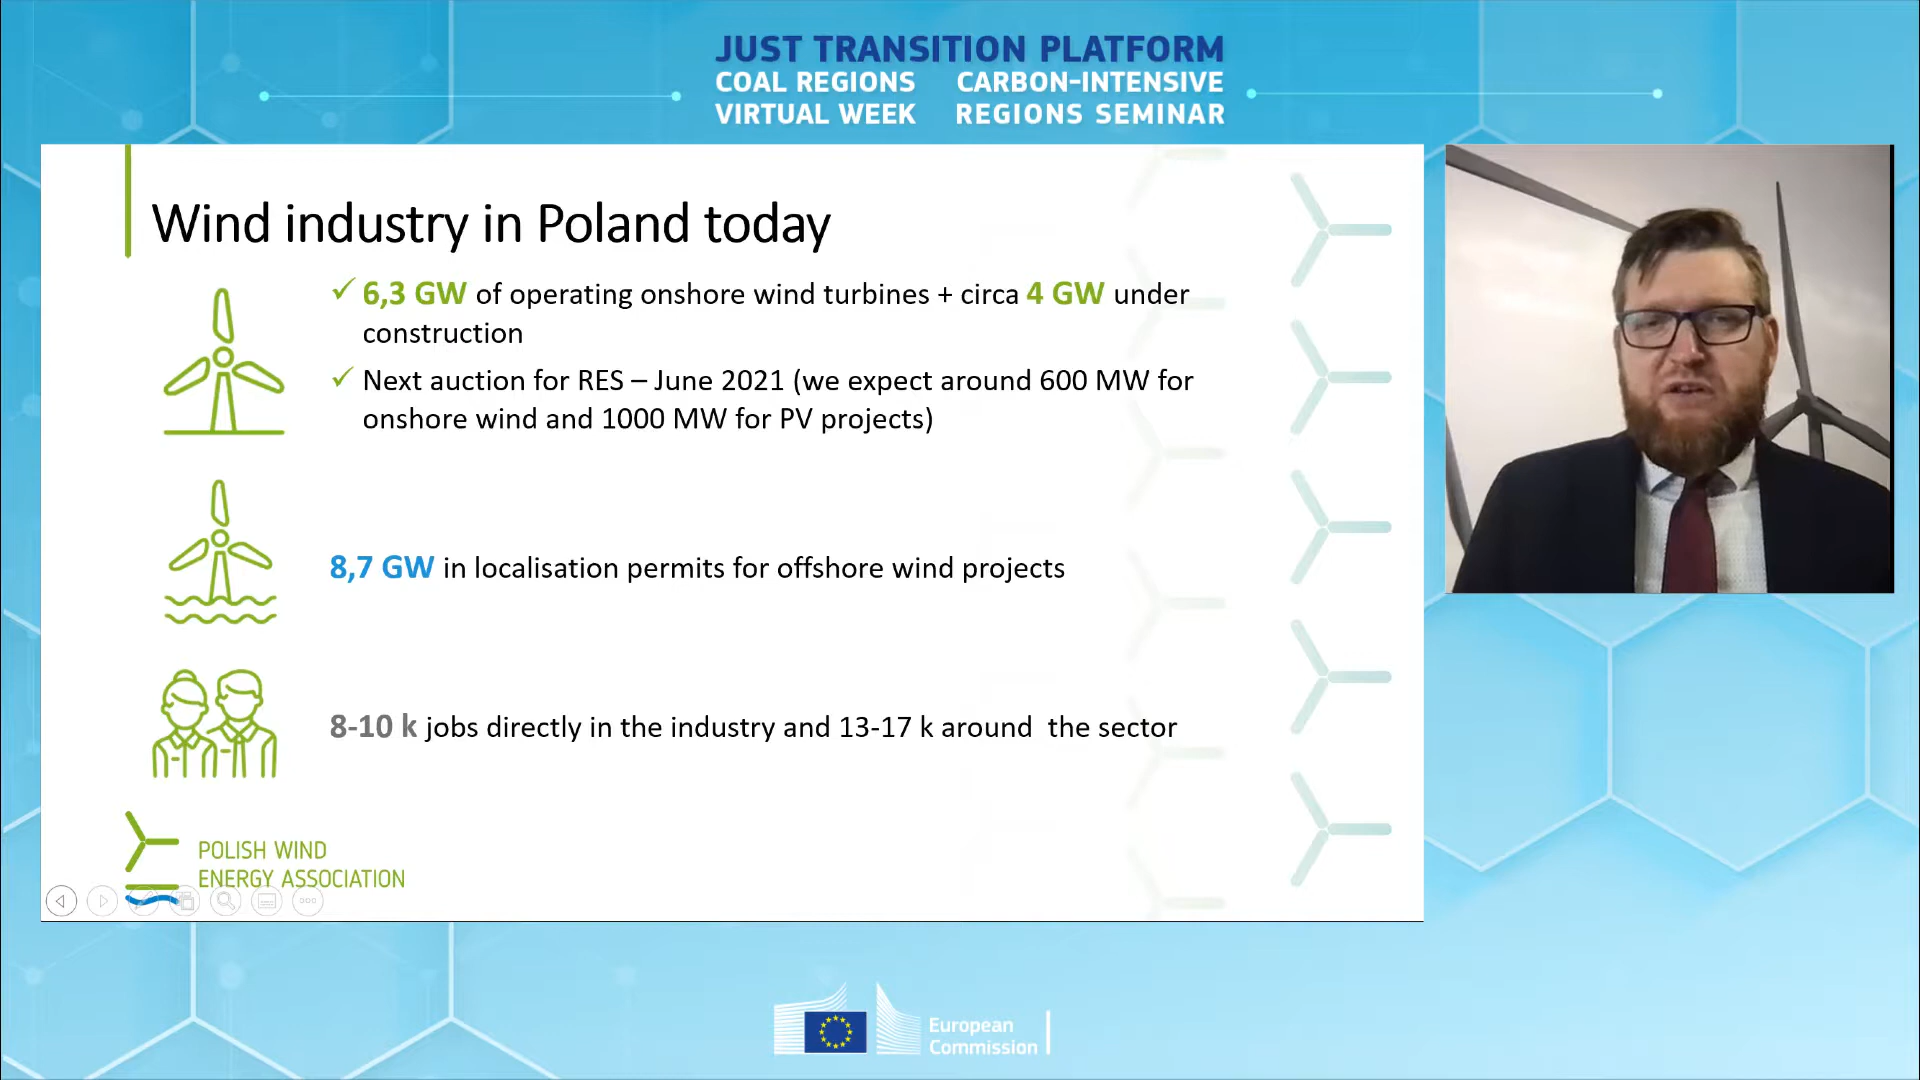 JUST TRANSITION PLATFORM
COAL REGIONS
VIRTUAL WEEK
CARBON-INTENSIVE
REGIONS SEMINAR
Wind industry in Poland today
✓ 6,3 GW of operating onshore wind turbines + circa 4 GW under
construction
✓ Next auction for RES – June 2021 (we expect around 600 MW for
onshore wind and 1000 MW for PV projects)
8,7 GW in localisation permits for offshore wind projects
8-10 k jobs directly in the industry and 13-17 k around  the sector
POLISH WIND
ENERGY ASSOCIATION
European
Commission